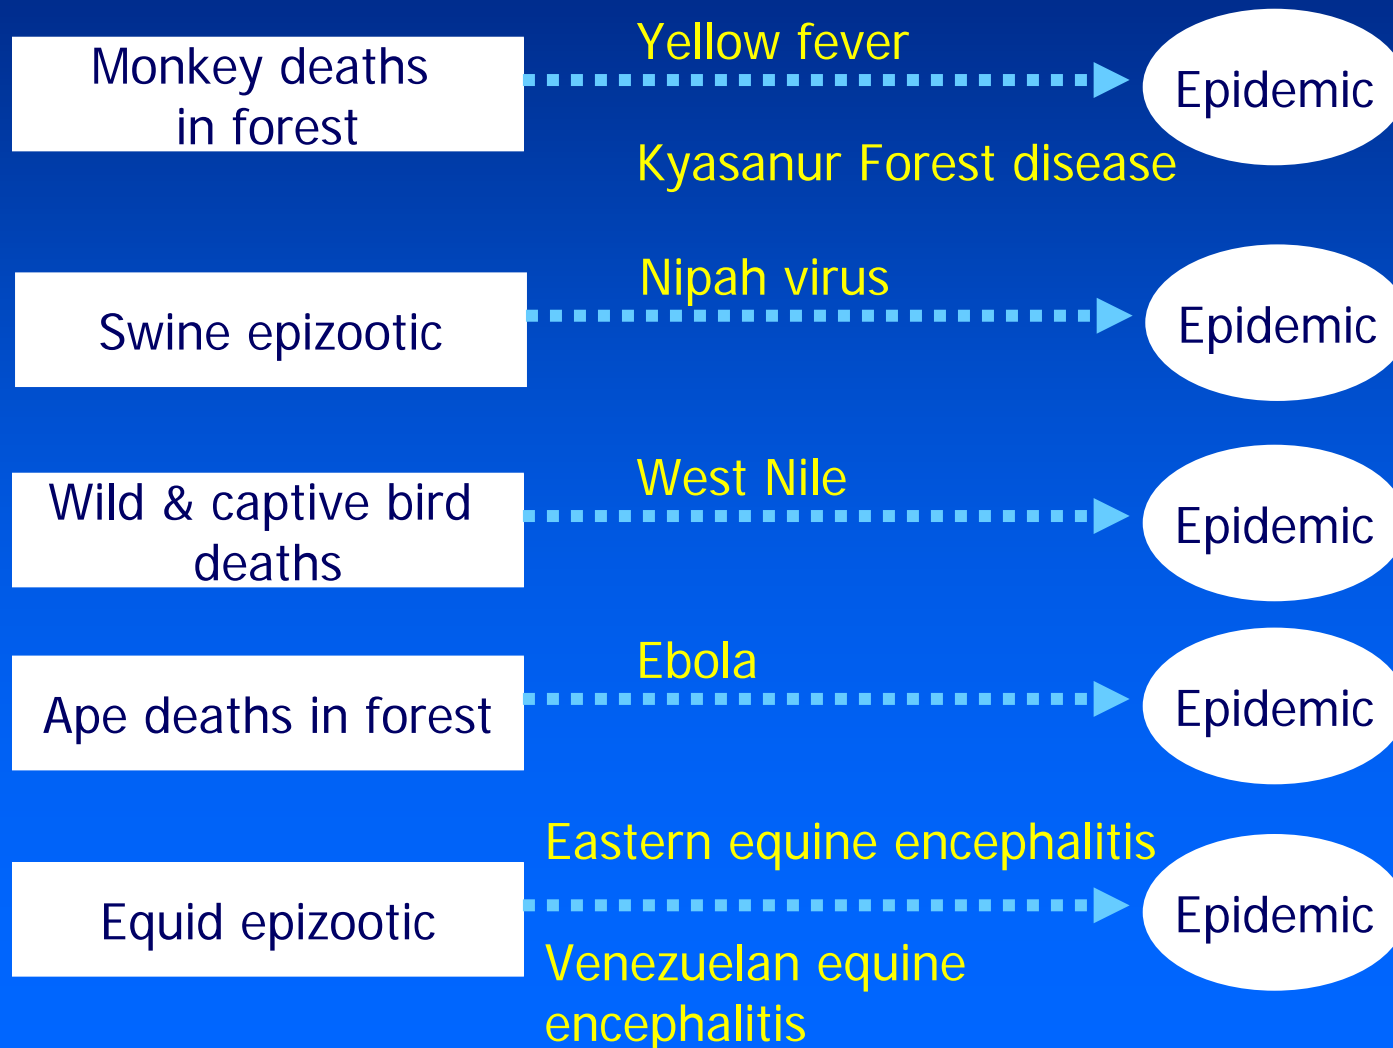 Monkey deaths
in forest
Yellow fever
Kyasanur Forest disease
Epidemic
Swine epizootic
Nipah virus
Epidemic
Wild & captive bird
deaths
West Nile
Epidemic
Ape deaths in forest
Ebola
Epidemic
Equid epizootic
Eastern equine encephalitis
Venezuelan equine
encephalitis
Epidemic